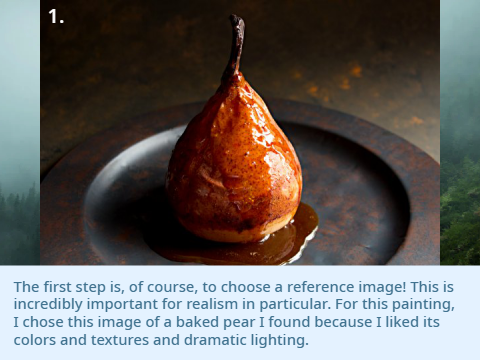 1.
The first step is, of course, to choose a reference image! This is
incredibly important for realism in particular. For this painting,
I chose this image of a baked pear I found because I liked its
colors and textures and dramatic lighting.